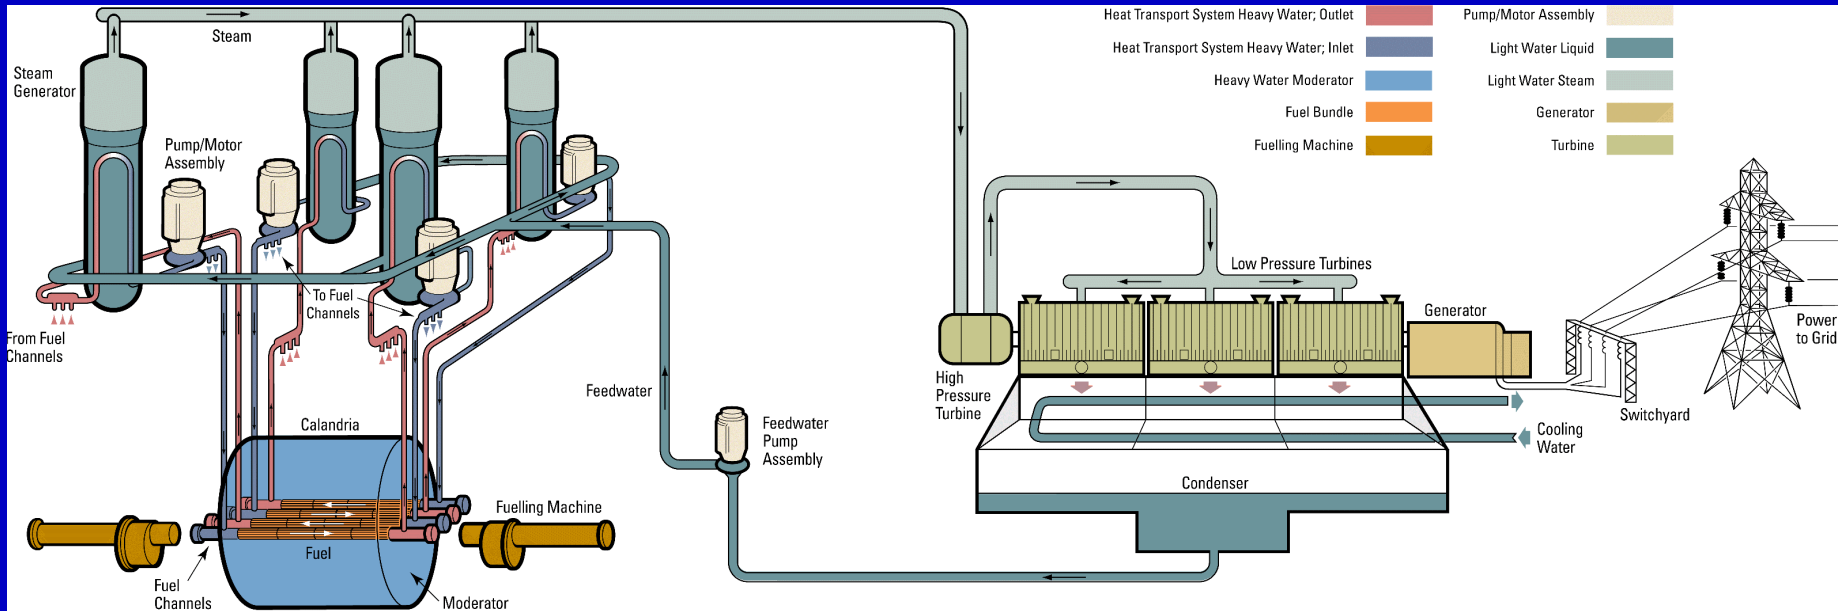 Steam
Steam
Generator
Pump/Motor
Assembly
To Fuel
Channels
From Fuel
Channels
Calandria
Fuel
Fuel
Channels
Moderator
Fuelling Machine
Feedwater
Feedwater
Pump
Assembly
Heat Transport System Heavy Water; Outlet
Heat Transport System Heavy Water; Inlet
Heavy Water Moderator
Fuel Bundle
Fuelling Machine
Pump/Motor Assembly
Light Water Liquid
Light Water Steam
Generator
Turbine
Low Pressure Turbines
High
Pressure
Turbine
Generator
Condenser
Cooling
Water
Switchyard
Power
to Grid